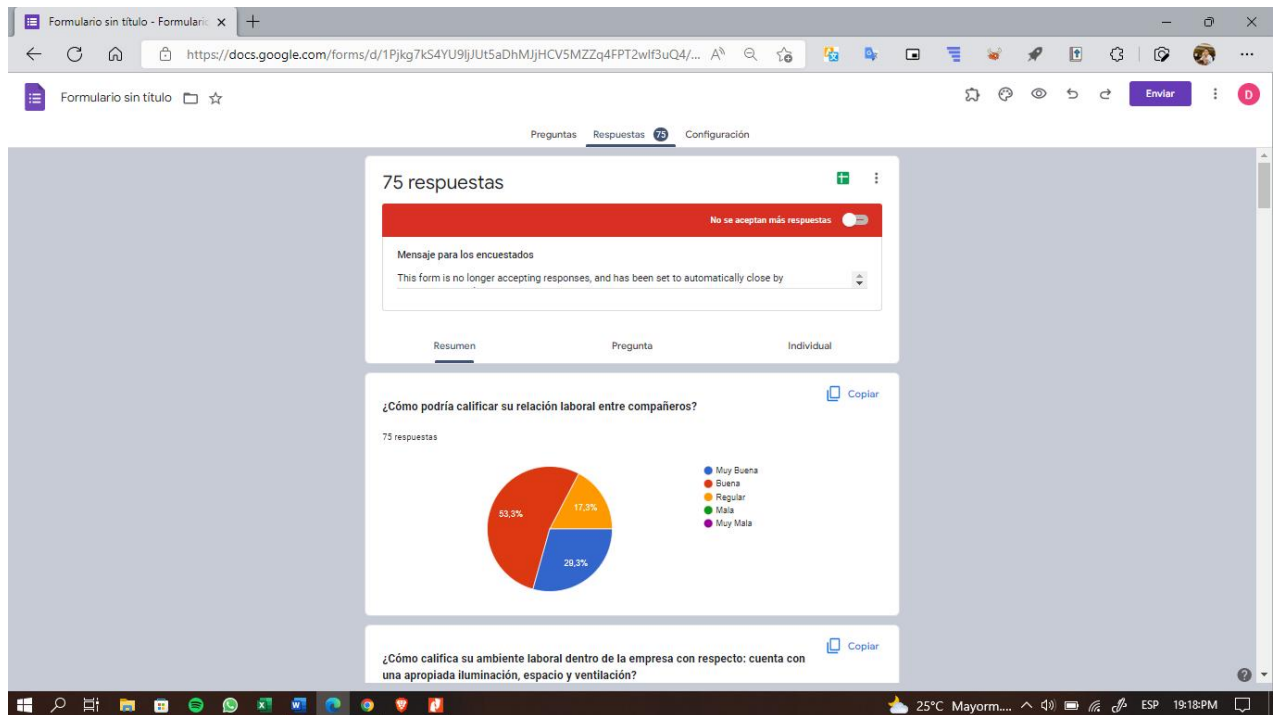 Formulario sin título - Formulario
https://docs.google.com/forms/d/1Pjkg7kS4YU9ljJUt5aDhMJjHCV5MZZq4FPT2wlf3uQ4/...
Formulario sin título
Enviar
D
Preguntas Respuestas 75 Configuración
75 respuestas
No se aceptan más respuestas
Mensaje para los encuestados
This form is no longer accepting responses, and has been set to automatically close by
Resumen Pregunta Individual
Copiar
¿Cómo podría calificar su relación laboral entre compañeros?
75 respuestas
Muy Buena
Buena
Regular
Mala
Muy Mala
53,3%
17,3%
29,3%
Copiar
¿Cómo califica su ambiente laboral dentro de la empresa con respecto: cuenta con
una apropiada iluminación, espacio y ventilación?
25°C Mayorm.... ESP 19:18:PM